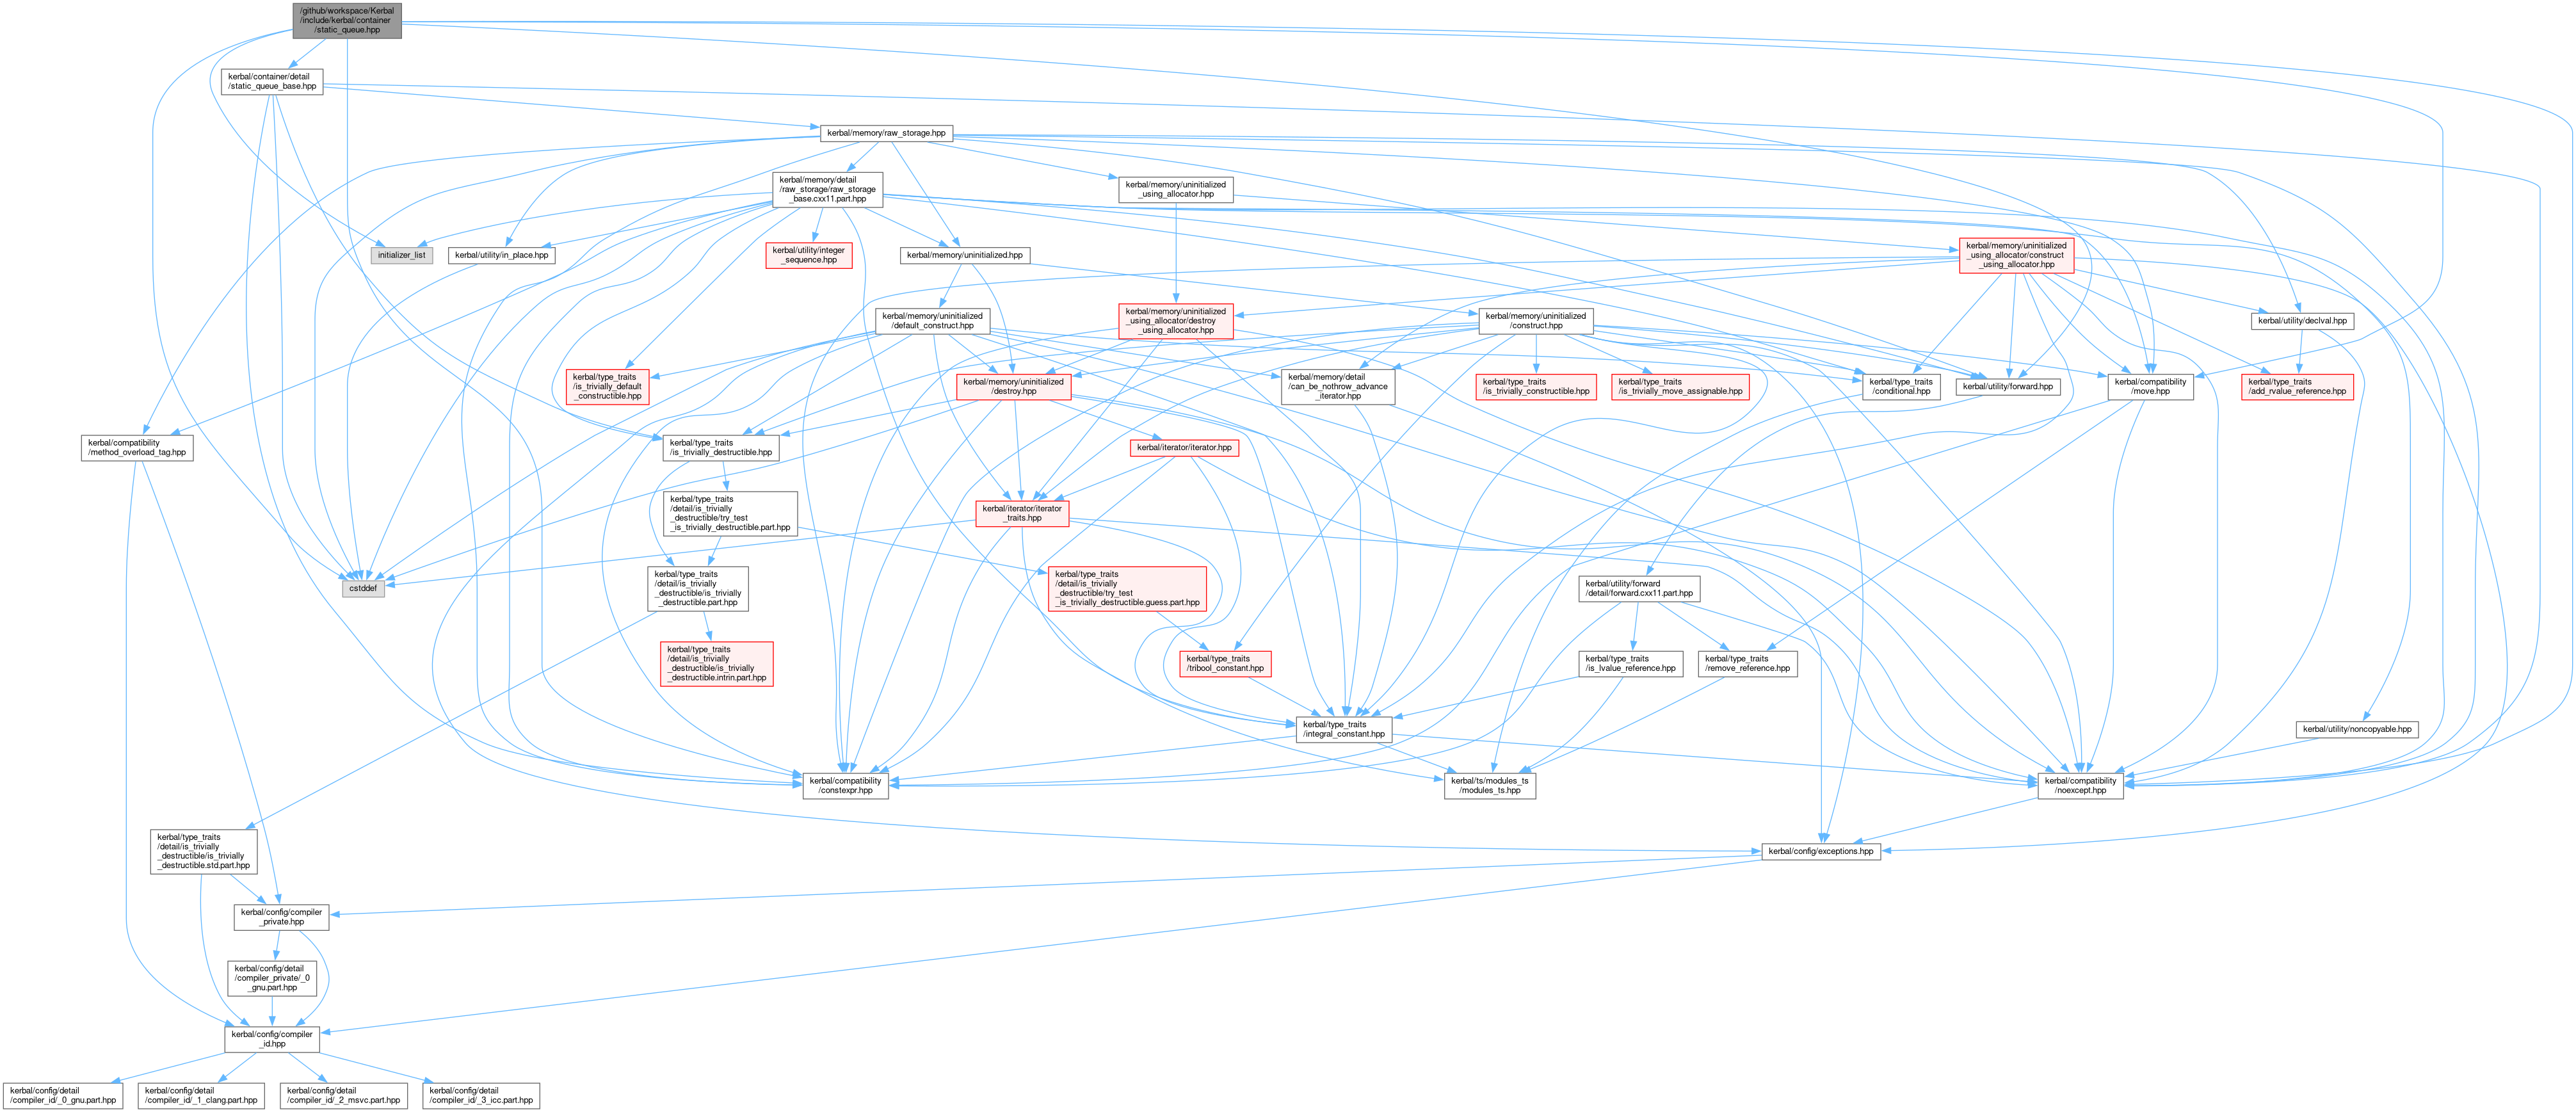 /github/workspace/Kerbal
/include/kerbal/container
/static_queue.hpp
kerbal/container/detail
/static_queue_base.hpp
kerbal/memory/raw_storage.hpp
kerbal/memory/detail
/raw_storage/raw_storage
_base.cxx11.part.hpp
kerbal/memory/uninitialized
_using_allocator.hpp
initializer_list
kerbal/utility/in_place.hpp
kerbal/utility/integer
_sequence.hpp
kerbal/memory/uninitialized.hpp
kerbal/memory/uninitialized
_using_allocator/construct
_using_allocator.hpp
kerbal/memory/uninitialized
/default_construct.hpp
kerbal/memory/uninitialized
_using_allocator/destroy
_using_allocator.hpp
kerbal/memory/uninitialized
/construct.hpp
kerbal/utility/declval.hpp
kerbal/type_traits
/is_trivially_default
_constructible.hpp
kerbal/memory/uninitialized
/destroy.hpp
kerbal/memory/detail
/can_be_nothrow_advance
_iterator.hpp
kerbal/type_traits
/is_trivially_constructible.hpp
kerbal/type_traits
/is_trivially_move_assignable.hpp
kerbal/type_traits
/conditional.hpp
kerbal/utility/forward.hpp
kerbal/compatibility
/move.hpp
kerbal/type_traits
/add_rvalue_reference.hpp
kerbal/compatibility
/method_overload_tag.hpp
kerbal/type_traits
/is_trivially_destructible.hpp
kerbal/iterator/iterator.hpp
kerbal/type_traits
/detail/is_trivially
_destructible/try_test
_is_trivially_destructible.part.hpp
kerbal/iterator/iterator
_traits.hpp
cstddef
kerbal/type_traits
/detail/is_trivially
_destructible/is_trivially
_destructible.part.hpp
kerbal/type_traits
/detail/is_trivially
_destructible/try_test
_is_trivially_destructible.guess.part.hpp
kerbal/utility/forward
/detail/forward.cxx11.part.hpp
kerbal/type_traits
/detail/is_trivially
_destructible/is_trivially
_destructible.intrin.part.hpp
kerbal/type_traits
/tribool_constant.hpp
kerbal/type_traits
/is_lvalue_reference.hpp
kerbal/type_traits
/remove_reference.hpp
kerbal/type_traits
/integral_constant.hpp
kerbal/utility/noncopyable.hpp
kerbal/compatibility
/constexpr.hpp
kerbal/ts/modules_ts
/modules_ts.hpp
kerbal/compatibility
/noexcept.hpp
kerbal/type_traits
/detail/is_trivially
_destructible/is_trivially
_destructible.std.part.hpp
kerbal/config/exceptions.hpp
kerbal/config/compiler
_private.hpp
kerbal/config/detail
/compiler_private/_0
_gnu.part.hpp
kerbal/config/compiler
_id.hpp
kerbal/config/detail
/compiler_id/_0_gnu.part.hpp
kerbal/config/detail
/compiler_id/_1_clang.part.hpp
kerbal/config/detail
/compiler_id/_2_msvc.part.hpp
kerbal/config/detail
/compiler_id/_3_icc.part.hpp